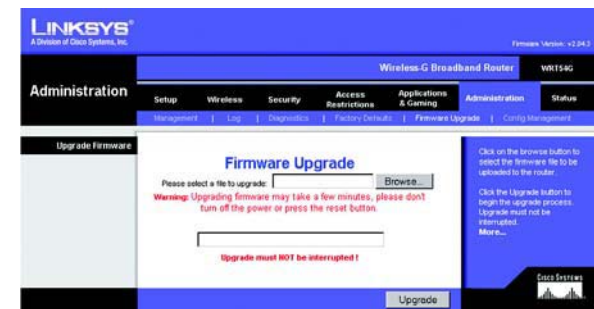 LINKSYS®
A Division of Cisco Systems, Inc.
Firmware Version: v2.04.3
Wireless-G Broadband Router WRT54G
Administration
Setup Wireless Security Access Restrictions Applications & Gaming Administration Status
Management | Log | Diagnostics | Factory Defaults | Firmware Upgrade | Config Management
Upgrade Firmware
Firmware Upgrade
Please select a file to upgrade: Browse...
Warning: Upgrading firmware may take a few minutes, please don't
turn off the power or press the reset button.
Upgrade must NOT be interrupted !
Click on the browse button to
select the firmware file to be
uploaded to the router.
Click the Upgrade button to
begin the upgrade process.
Upgrade must not be
interrupted.
More...
Upgrade
CISCO SYSTEMS